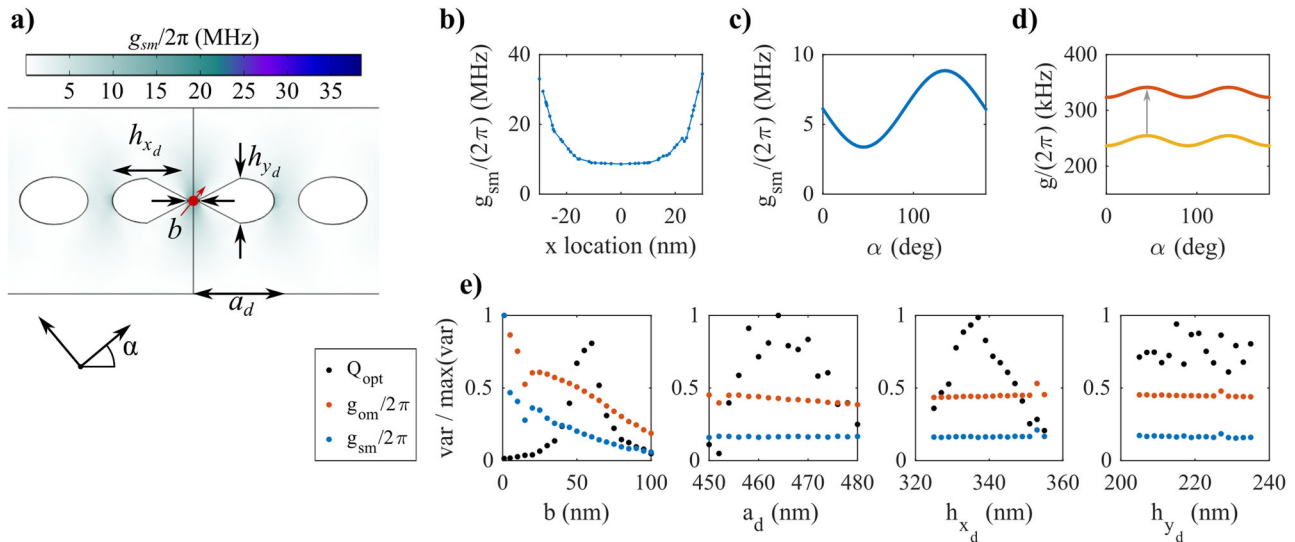 a)
g_sm/2π (MHz)
5 10 15 20 25 30 35
h_x_d
h_y_d
b
a_d
α
b)
g_sm/(2π) (MHz)
40
20
0
-20 0 20
x location (nm)
c)
g_sm/(2π) (MHz)
10
5
0
0 100
α (deg)
d)
g/(2π) (kHz)
400
300
200
0 100
α (deg)
Q_opt
g_om/2π
g_sm/2π
e)
var / max(var)
1
0.5
0
0 50 100
b (nm)
1
0.5
0
450 460 470 480
a_d (nm)
1
0.5
0
320 340 360
h_x_d (nm)
1
0.5
0
200 220 240
h_y_d (nm)